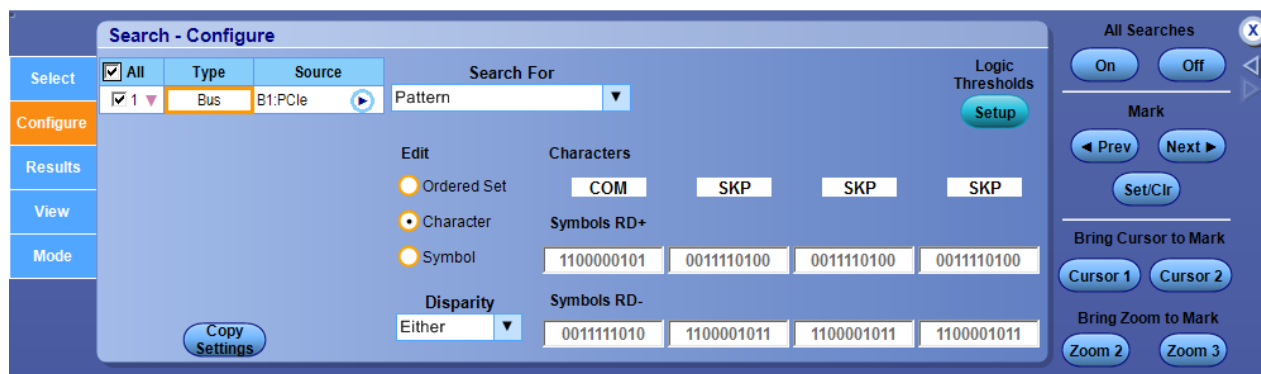 Search - Configure
Select
Configure
Results
View
Mode
All Type Source
1 Bus B1:PCIe
Copy
Settings
Search For
Pattern
Logic
Thresholds
Setup
Edit Characters
Ordered Set COM SKP SKP SKP
Character Symbols RD+
Symbol 1100000101 0011110100 0011110100 0011110100
Disparity Symbols RD-
Either 0011111010 1100001011 1100001011 1100001011
All Searches X
On Off
Mark
◄ Prev Next ►
Set/Clr
Bring Cursor to Mark
Cursor 1 Cursor 2
Bring Zoom to Mark
Zoom 2 Zoom 3